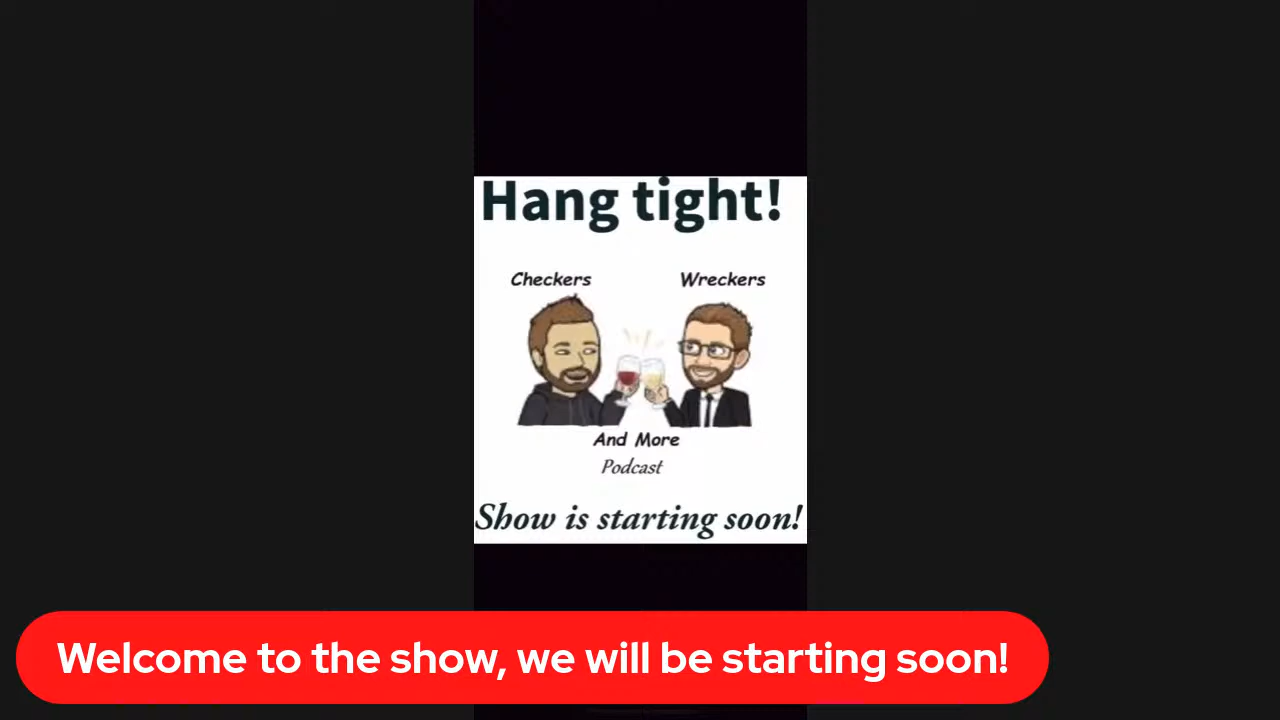 Hang tight!
Checkers Wreckers
And More
Podcast
Show is starting soon!
Welcome to the show, we will be starting soon!